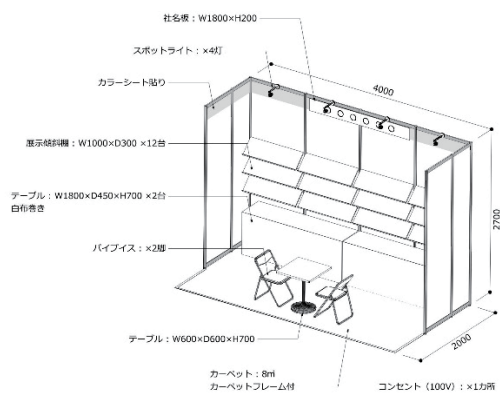 社名板：W1800×H200
スポットライト：×4灯
カラーシート貼り
4000
展示傾斜棚：W1000×D300 ×12台
テーブル：W1800×D450×H700 ×2台
白布巻き
2700
パイプイス：×2脚
テーブル：W600×D600×H700
2000
カーペット：8㎡
カーペットフレーム付
コンセント（100V）：×1カ所